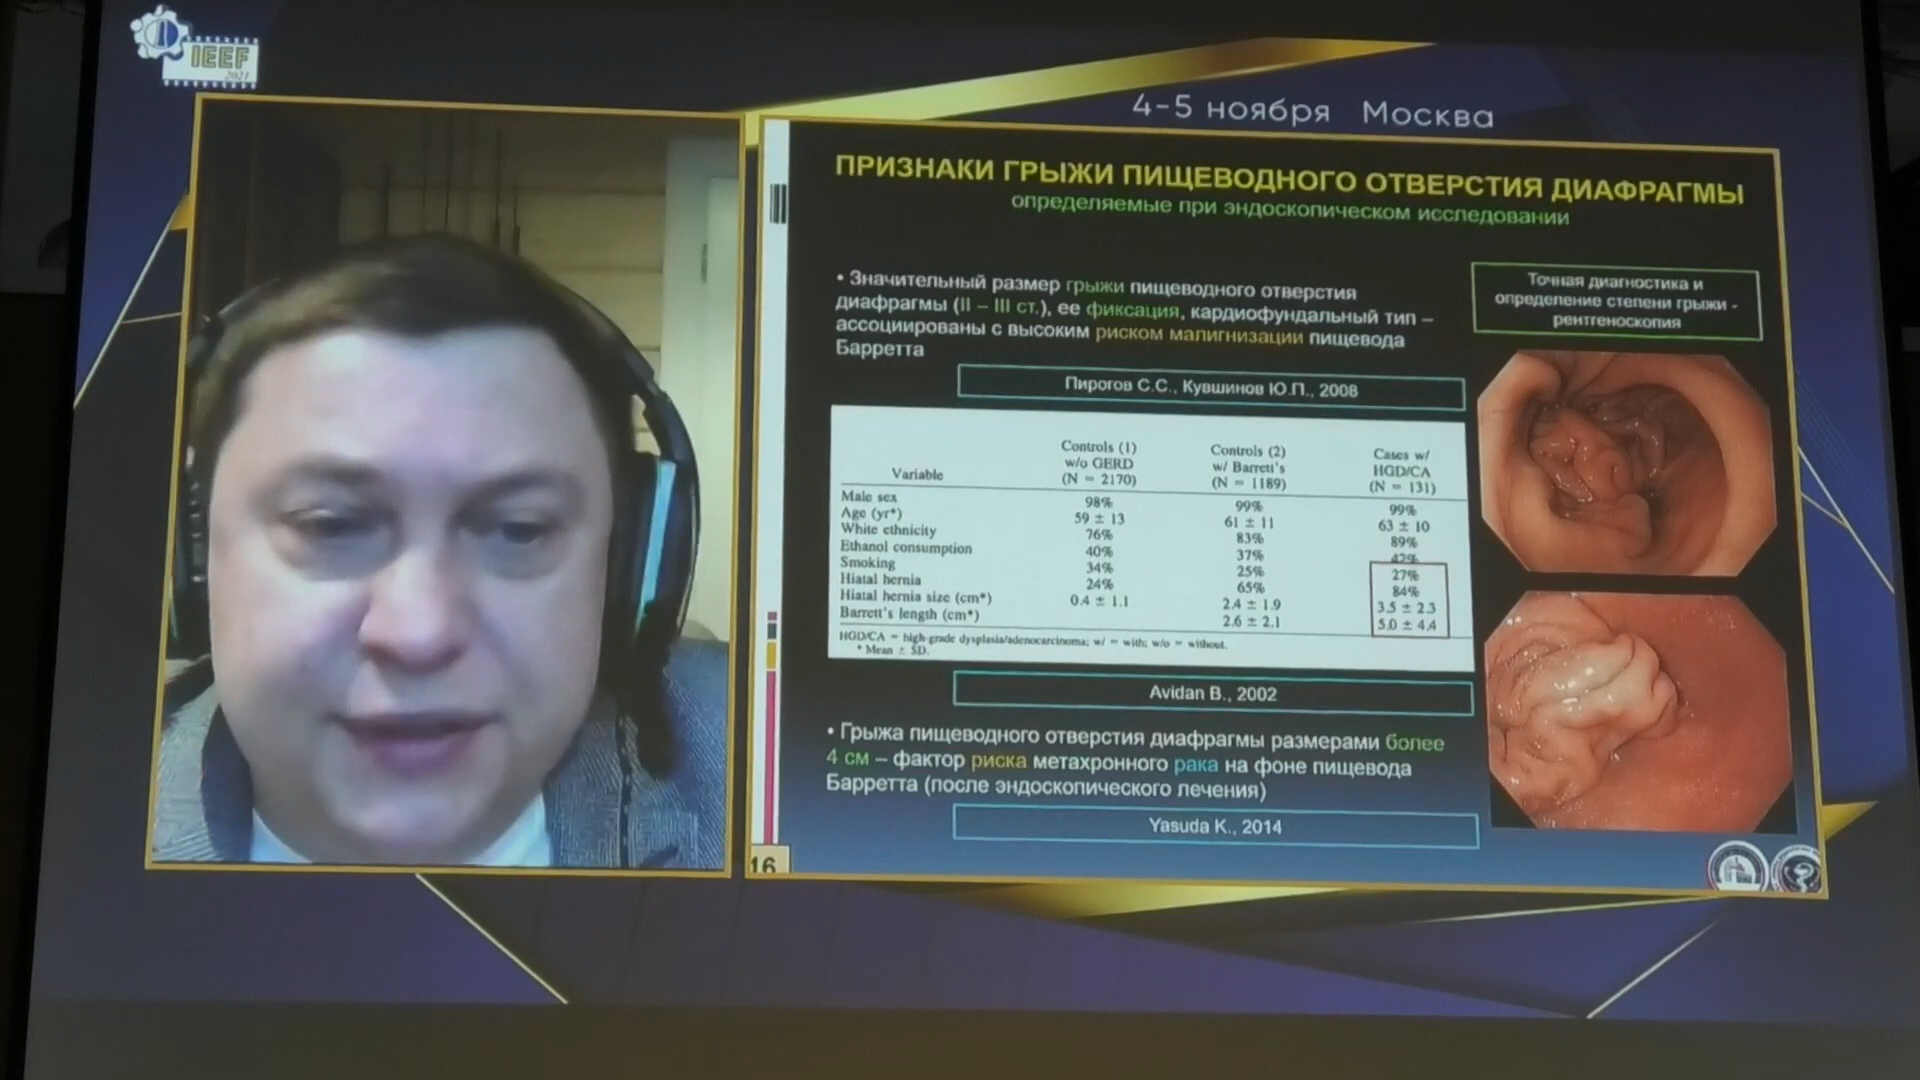 IEEF
2021
4-5 ноября Москва
ПРИЗНАКИ ГРЫЖИ ПИЩЕВОДНОГО ОТВЕРСТИЯ ДИАФРАГМЫ
определяемые при эндоскопическом исследовании
• Значительный размер грыжи пищеводного отверстия
диафрагмы (II – III ст.), ее фиксация, кардиофундальный тип –
ассоциированы с высоким риском малигнизации пищевода
Барретта
Точная диагностика и
определение степени грыжи -
рентгеноскопия
Пирогов С.С., Кувшинов Ю.П., 2008
Variable
Controls (1)
w/o GERD
(N = 2170)
Controls (2)
w/ Barrett's
(N = 1189)
Cases w/
HGD/CA
(N = 131)
Male sex 98% 99% 99%
Age (yr*) 59 ± 13 61 ± 11 63 ± 10
White ethnicity 76% 83% 89%
Ethanol consumption 40% 37% 42%
Smoking 34% 25% 27%
Hiatal hernia 24% 65% 84%
Hiatal hernia size (cm*) 0.4 ± 1.1 2.4 ± 1.9 3.5 ± 2.3
Barrett's length (cm*) 2.6 ± 2.1 5.0 ± 4.4
HGD/CA = high-grade dysplasia/adenocarcinoma; w/ = with; w/o = without.
* Mean ± SD.
Avidan B., 2002
• Грыжа пищеводного отверстия диафрагмы размерами более
4 см – фактор риска метахронного рака на фоне пищевода
Барретта (после эндоскопического лечения)
Yasuda K., 2014
16